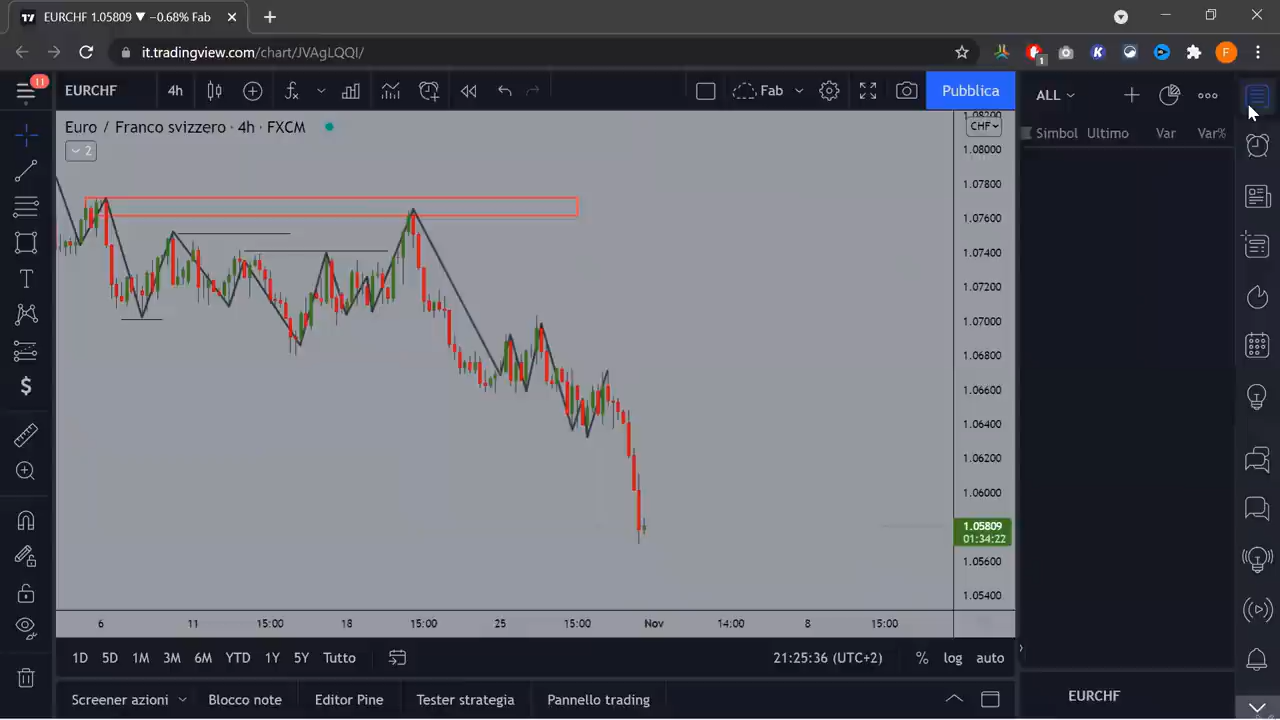 EURCHF 1.05809 ▼ −0.68% Fab
it.tradingview.com/chart/JVAgLQQI/
F
1
11
EURCHF 4h Fab Pubblica ALL
Euro / Franco svizzero · 4h · FXCM
2
CHF
Simbol Ultimo Var Var%
1.08000
1.07800
1.07600
1.07400
1.07200
1.07000
1.06800
1.06600
1.06400
1.06200
1.06000
1.05809
01:34:22
1.05600
1.05400
6 11 15:00 18 15:00 25 15:00 Nov 14:00 8 15:00
1D 5D 1M 3M 6M YTD 1Y 5Y Tutto 21:25:36 (UTC+2) % log auto
Screener azioni Blocco note Editor Pine Tester strategia Pannello trading
EURCHF